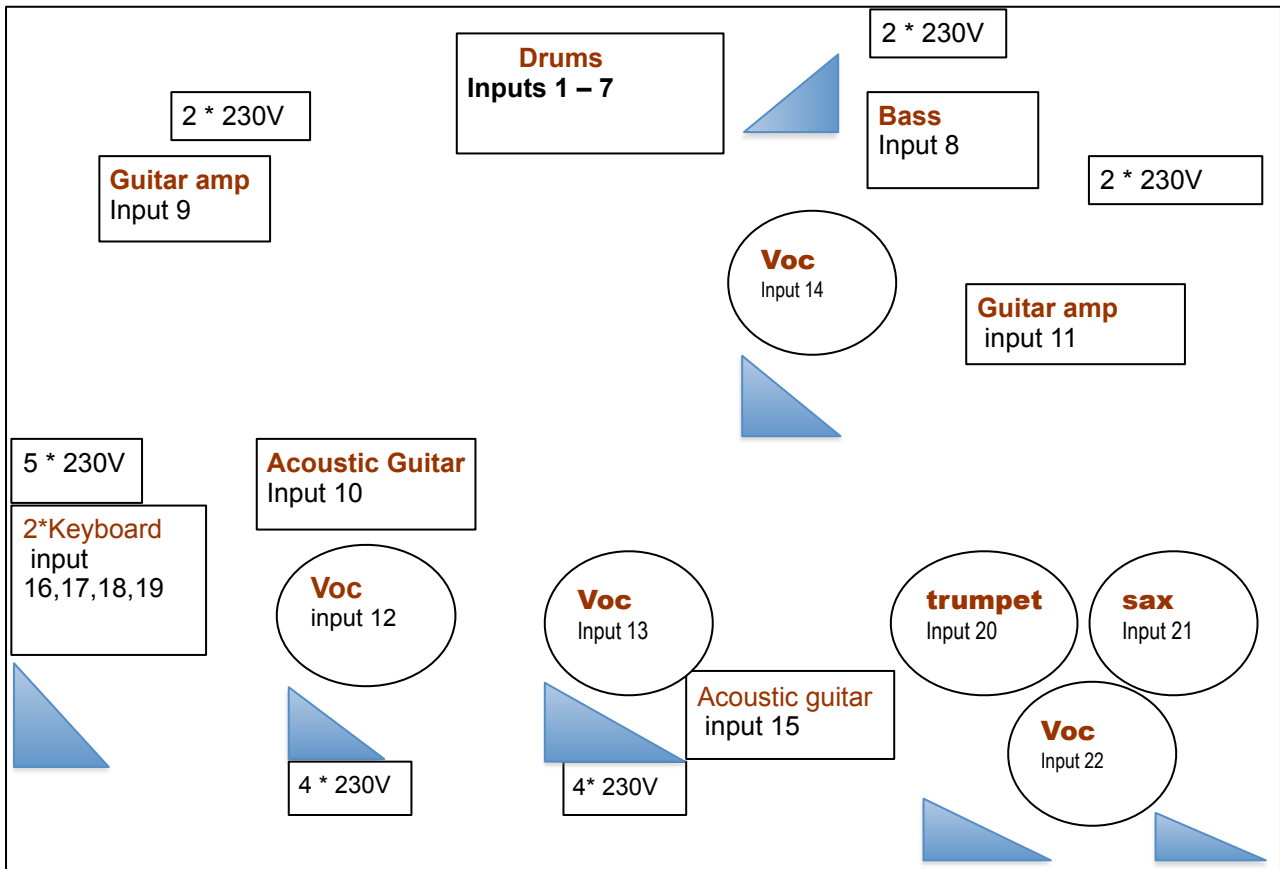 2 * 230V
Drums
Inputs 1 – 7
2 * 230V
Bass
Input 8
Guitar amp
Input 9
2 * 230V
Voc
Input 14
Guitar amp
input 11
5 * 230V
Acoustic Guitar
Input 10
2*Keyboard
input
16,17,18,19
Voc
input 12
Voc
Input 13
trumpet
Input 20
sax
Input 21
Acoustic guitar
input 15
Voc
Input 22
4 * 230V
4* 230V